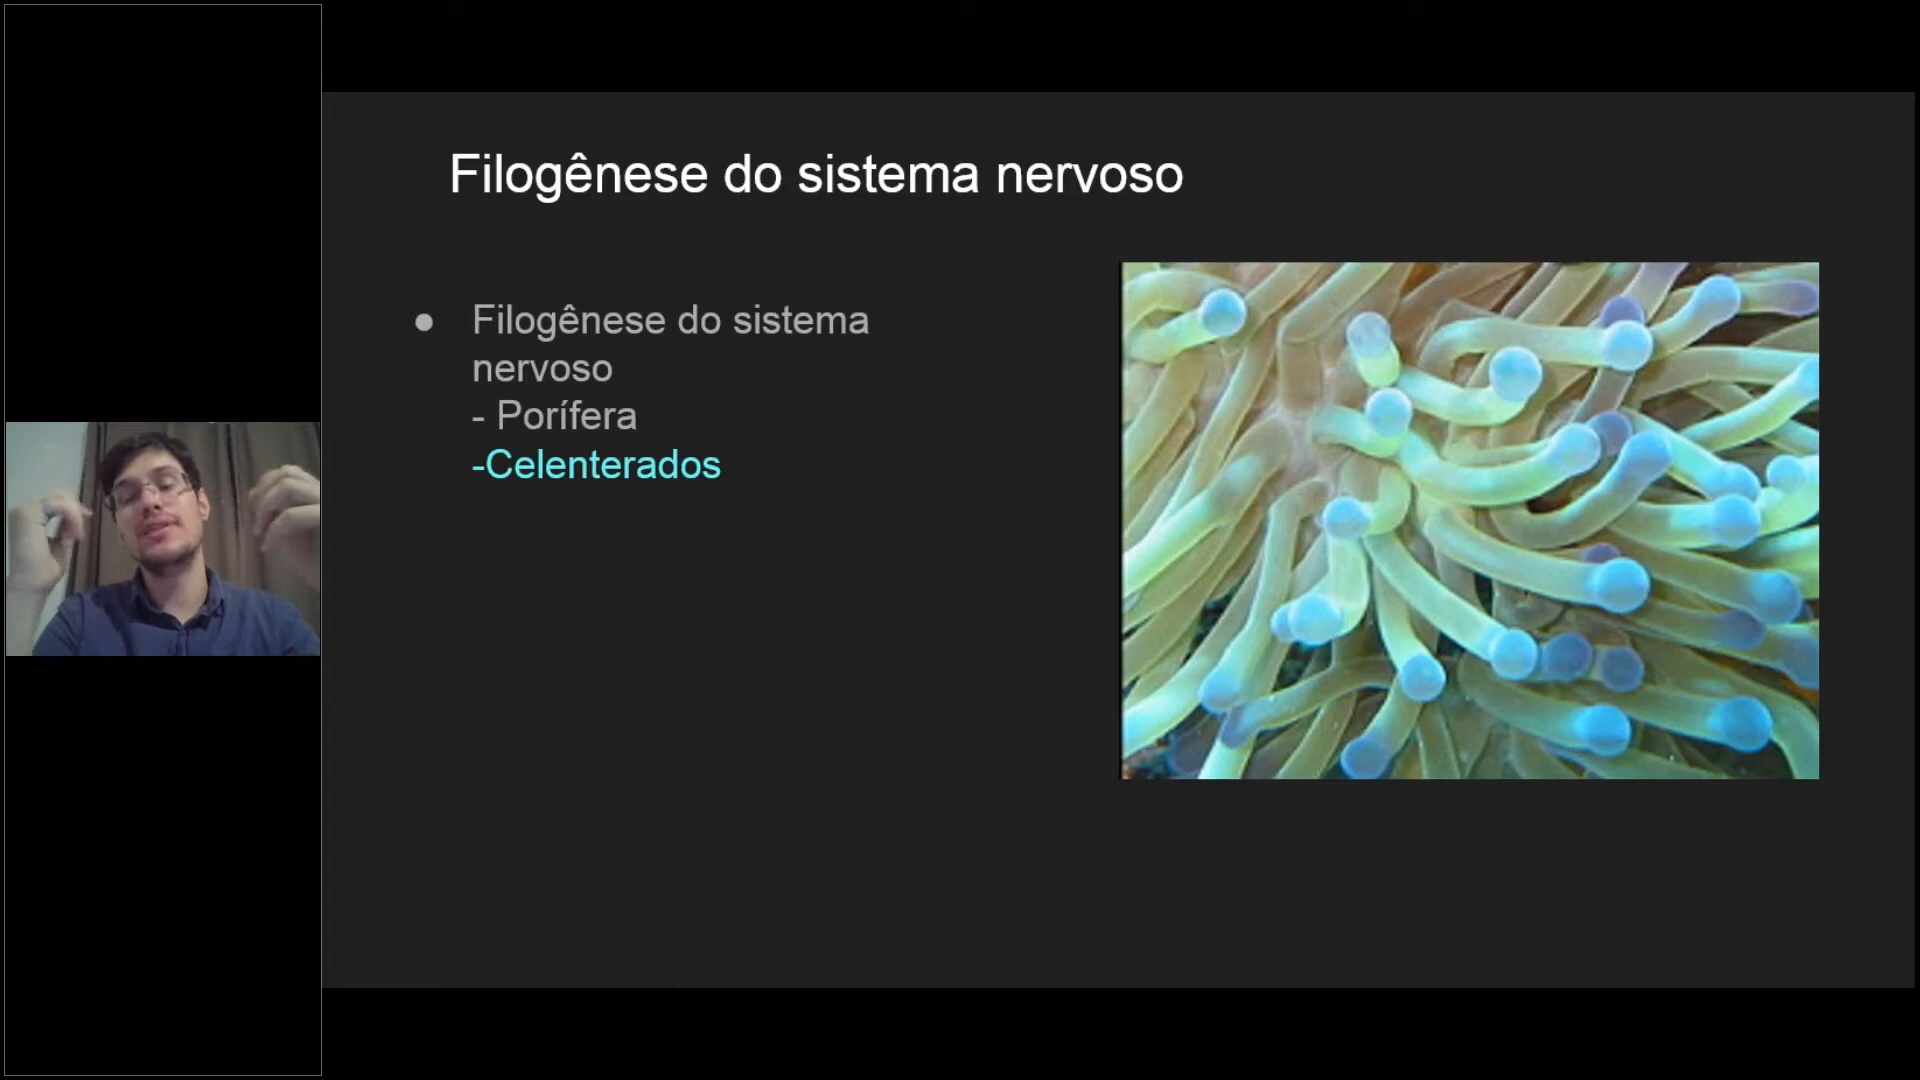 Filogênese do sistema nervoso
● Filogênese do sistema
nervoso
- Porífera
-Celenterados